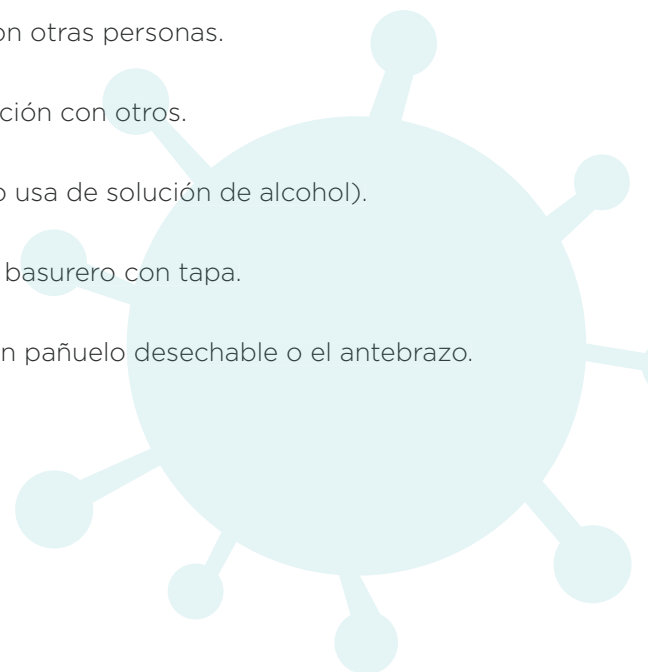 on otras personas.
ción con otros.
o usa de solución de alcohol).
basurero con tapa.
n pañuelo desechable o el antebrazo.